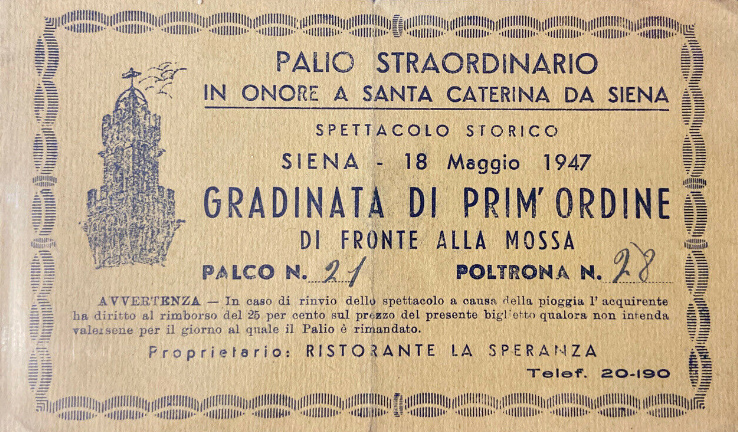 PALIO STRAORDINARIO
IN ONORE A SANTA CATERINA DA SIENA
SPETTACOLO STORICO
SIENA - 18 Maggio 1947
GRADINATA DI PRIM' ORDINE
DI FRONTE ALLA MOSSA
PALCO N. 21 POLTRONA N. 28
AVVERTENZA — In caso di rinvio dello spettacolo a causa della pioggia l' acquirente
ha diritto al rimborso del 25 per cento sul prezzo del presente biglietto qualora non intenda
valersene per il giorno al quale il Palio è rimandato.
Proprietario: RISTORANTE LA SPERANZA
Telef. 20-190